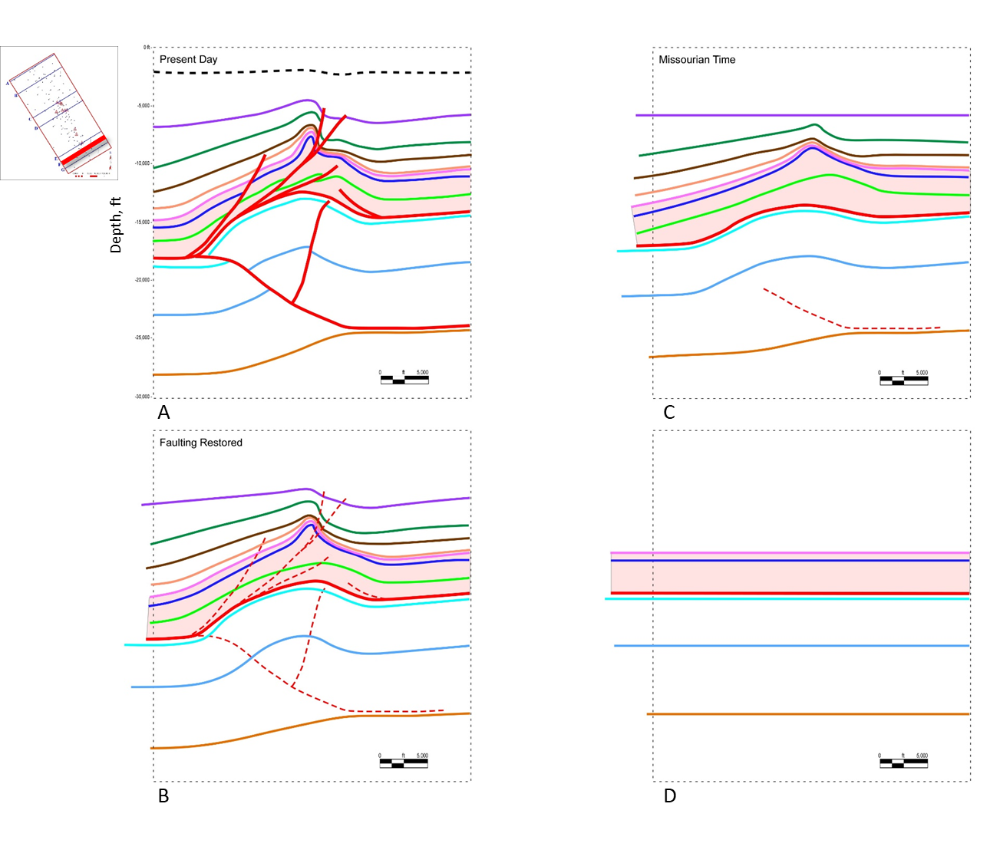 0 ft
Present Day
-5,000
-10,000
-15,000
-20,000
-25,000
-30,000
Depth, ft
0 ft 5,000
A
Missourian Time
0 ft 5,000
C
Faulting Restored
0 ft 5,000
B
0 ft 5,000
D
A
B
C
D
E
F
G